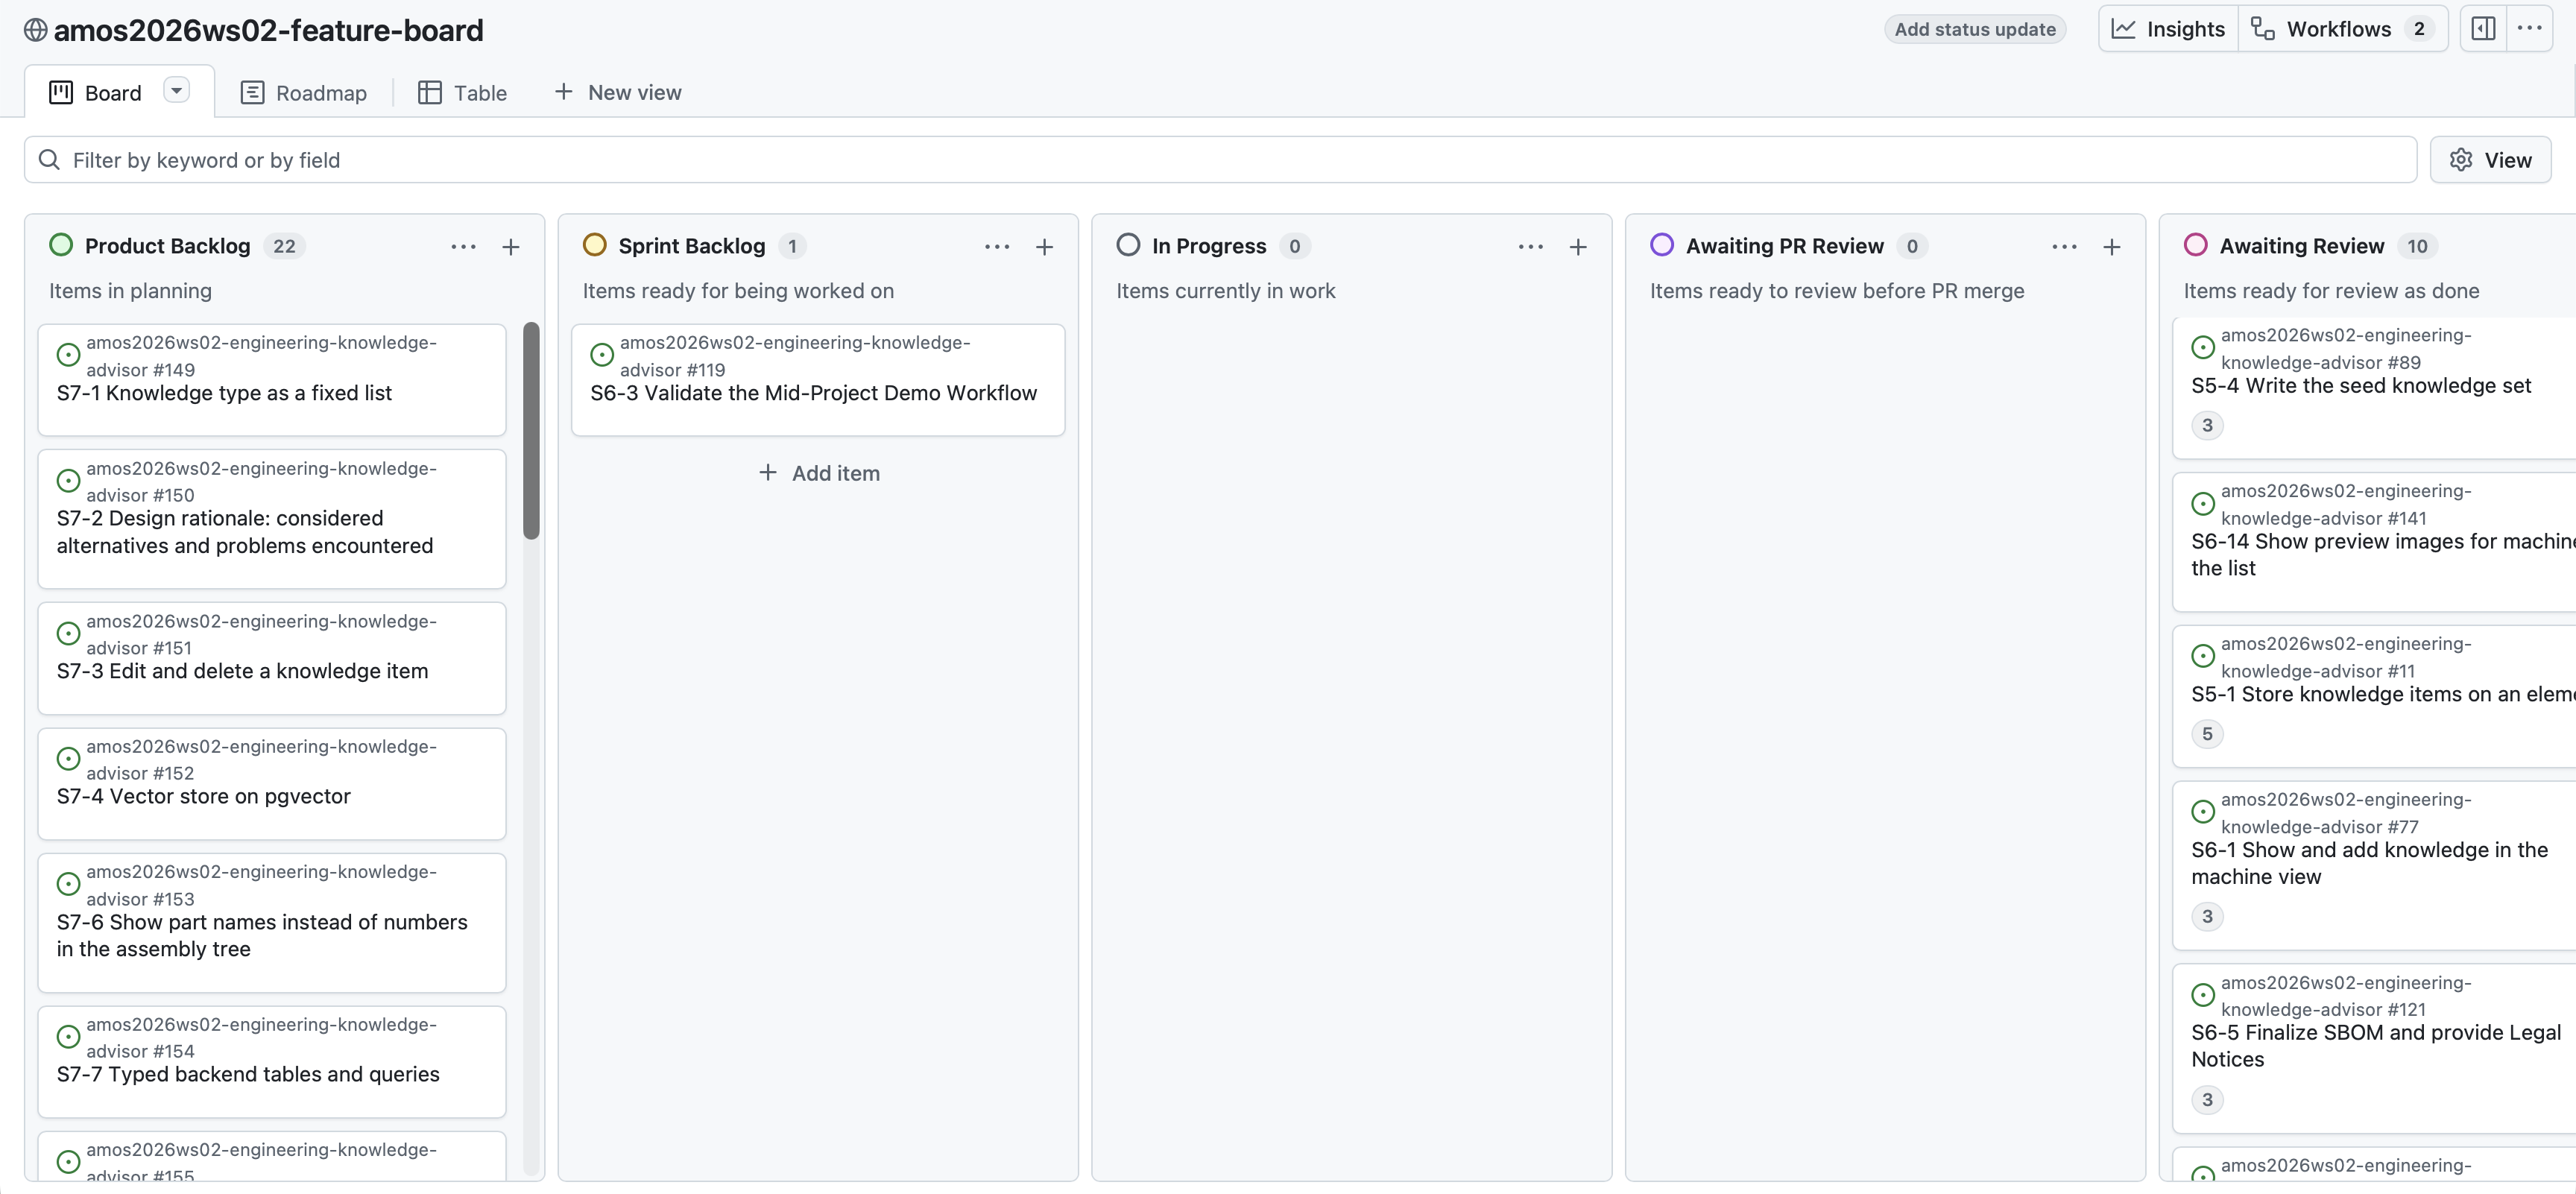 amos2026ws02-feature-board
Add status update
Insights
Workflows 2
Board
Roadmap
Table
New view
Filter by keyword or by field
View
Product Backlog 22
Items in planning
amos2026ws02-engineering-knowledge-
advisor #149
S7-1 Knowledge type as a fixed list
amos2026ws02-engineering-knowledge-
advisor #150
S7-2 Design rationale: considered
alternatives and problems encountered
amos2026ws02-engineering-knowledge-
advisor #151
S7-3 Edit and delete a knowledge item
amos2026ws02-engineering-knowledge-
advisor #152
S7-4 Vector store on pgvector
amos2026ws02-engineering-knowledge-
advisor #153
S7-6 Show part names instead of numbers
in the assembly tree
amos2026ws02-engineering-knowledge-
advisor #154
S7-7 Typed backend tables and queries
amos2026ws02-engineering-knowledge-
advisor #155
Sprint Backlog 1
Items ready for being worked on
amos2026ws02-engineering-knowledge-
advisor #119
S6-3 Validate the Mid-Project Demo Workflow
Add item
In Progress 0
Items currently in work
Awaiting PR Review 0
Items ready to review before PR merge
Awaiting Review 10
Items ready for review as done
amos2026ws02-engineering-
knowledge-advisor #89
S5-4 Write the seed knowledge set
3
amos2026ws02-engineering-
knowledge-advisor #141
S6-14 Show preview images for
the list
amos2026ws02-engineering-
knowledge-advisor #11
S5-1 Store knowledge items on an
5
amos2026ws02-engineering-
knowledge-advisor #77
S6-1 Show and add knowledge in the
machine view
3
amos2026ws02-engineering-
knowledge-advisor #121
S6-5 Finalize SBOM and provide Legal
Notices
3
amos2026ws02-engineering-